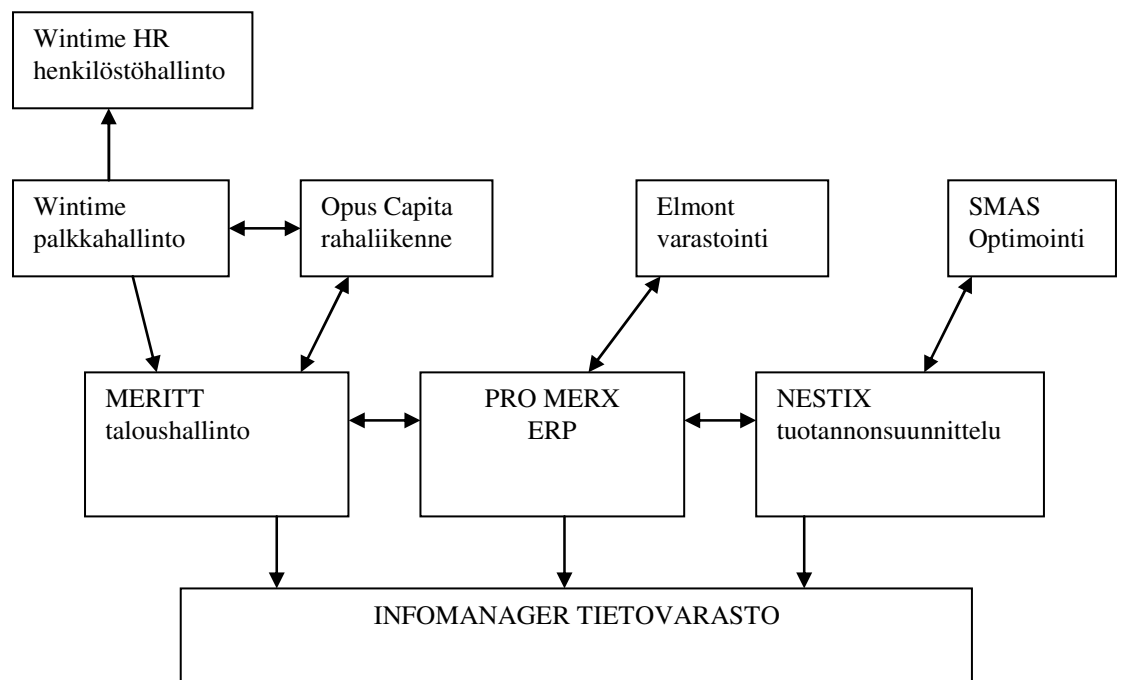 Wintime HR
henkilöstöhallinto
Wintime
palkkahallinto
Opus Capita
rahaliikenne
Elmont
varastointi
SMAS
Optimointi
MERITT
taloushallinto
PRO MERX
ERP
NESTIX
tuotannonsuunnittelu
INFOMANAGER TIETOVARASTO